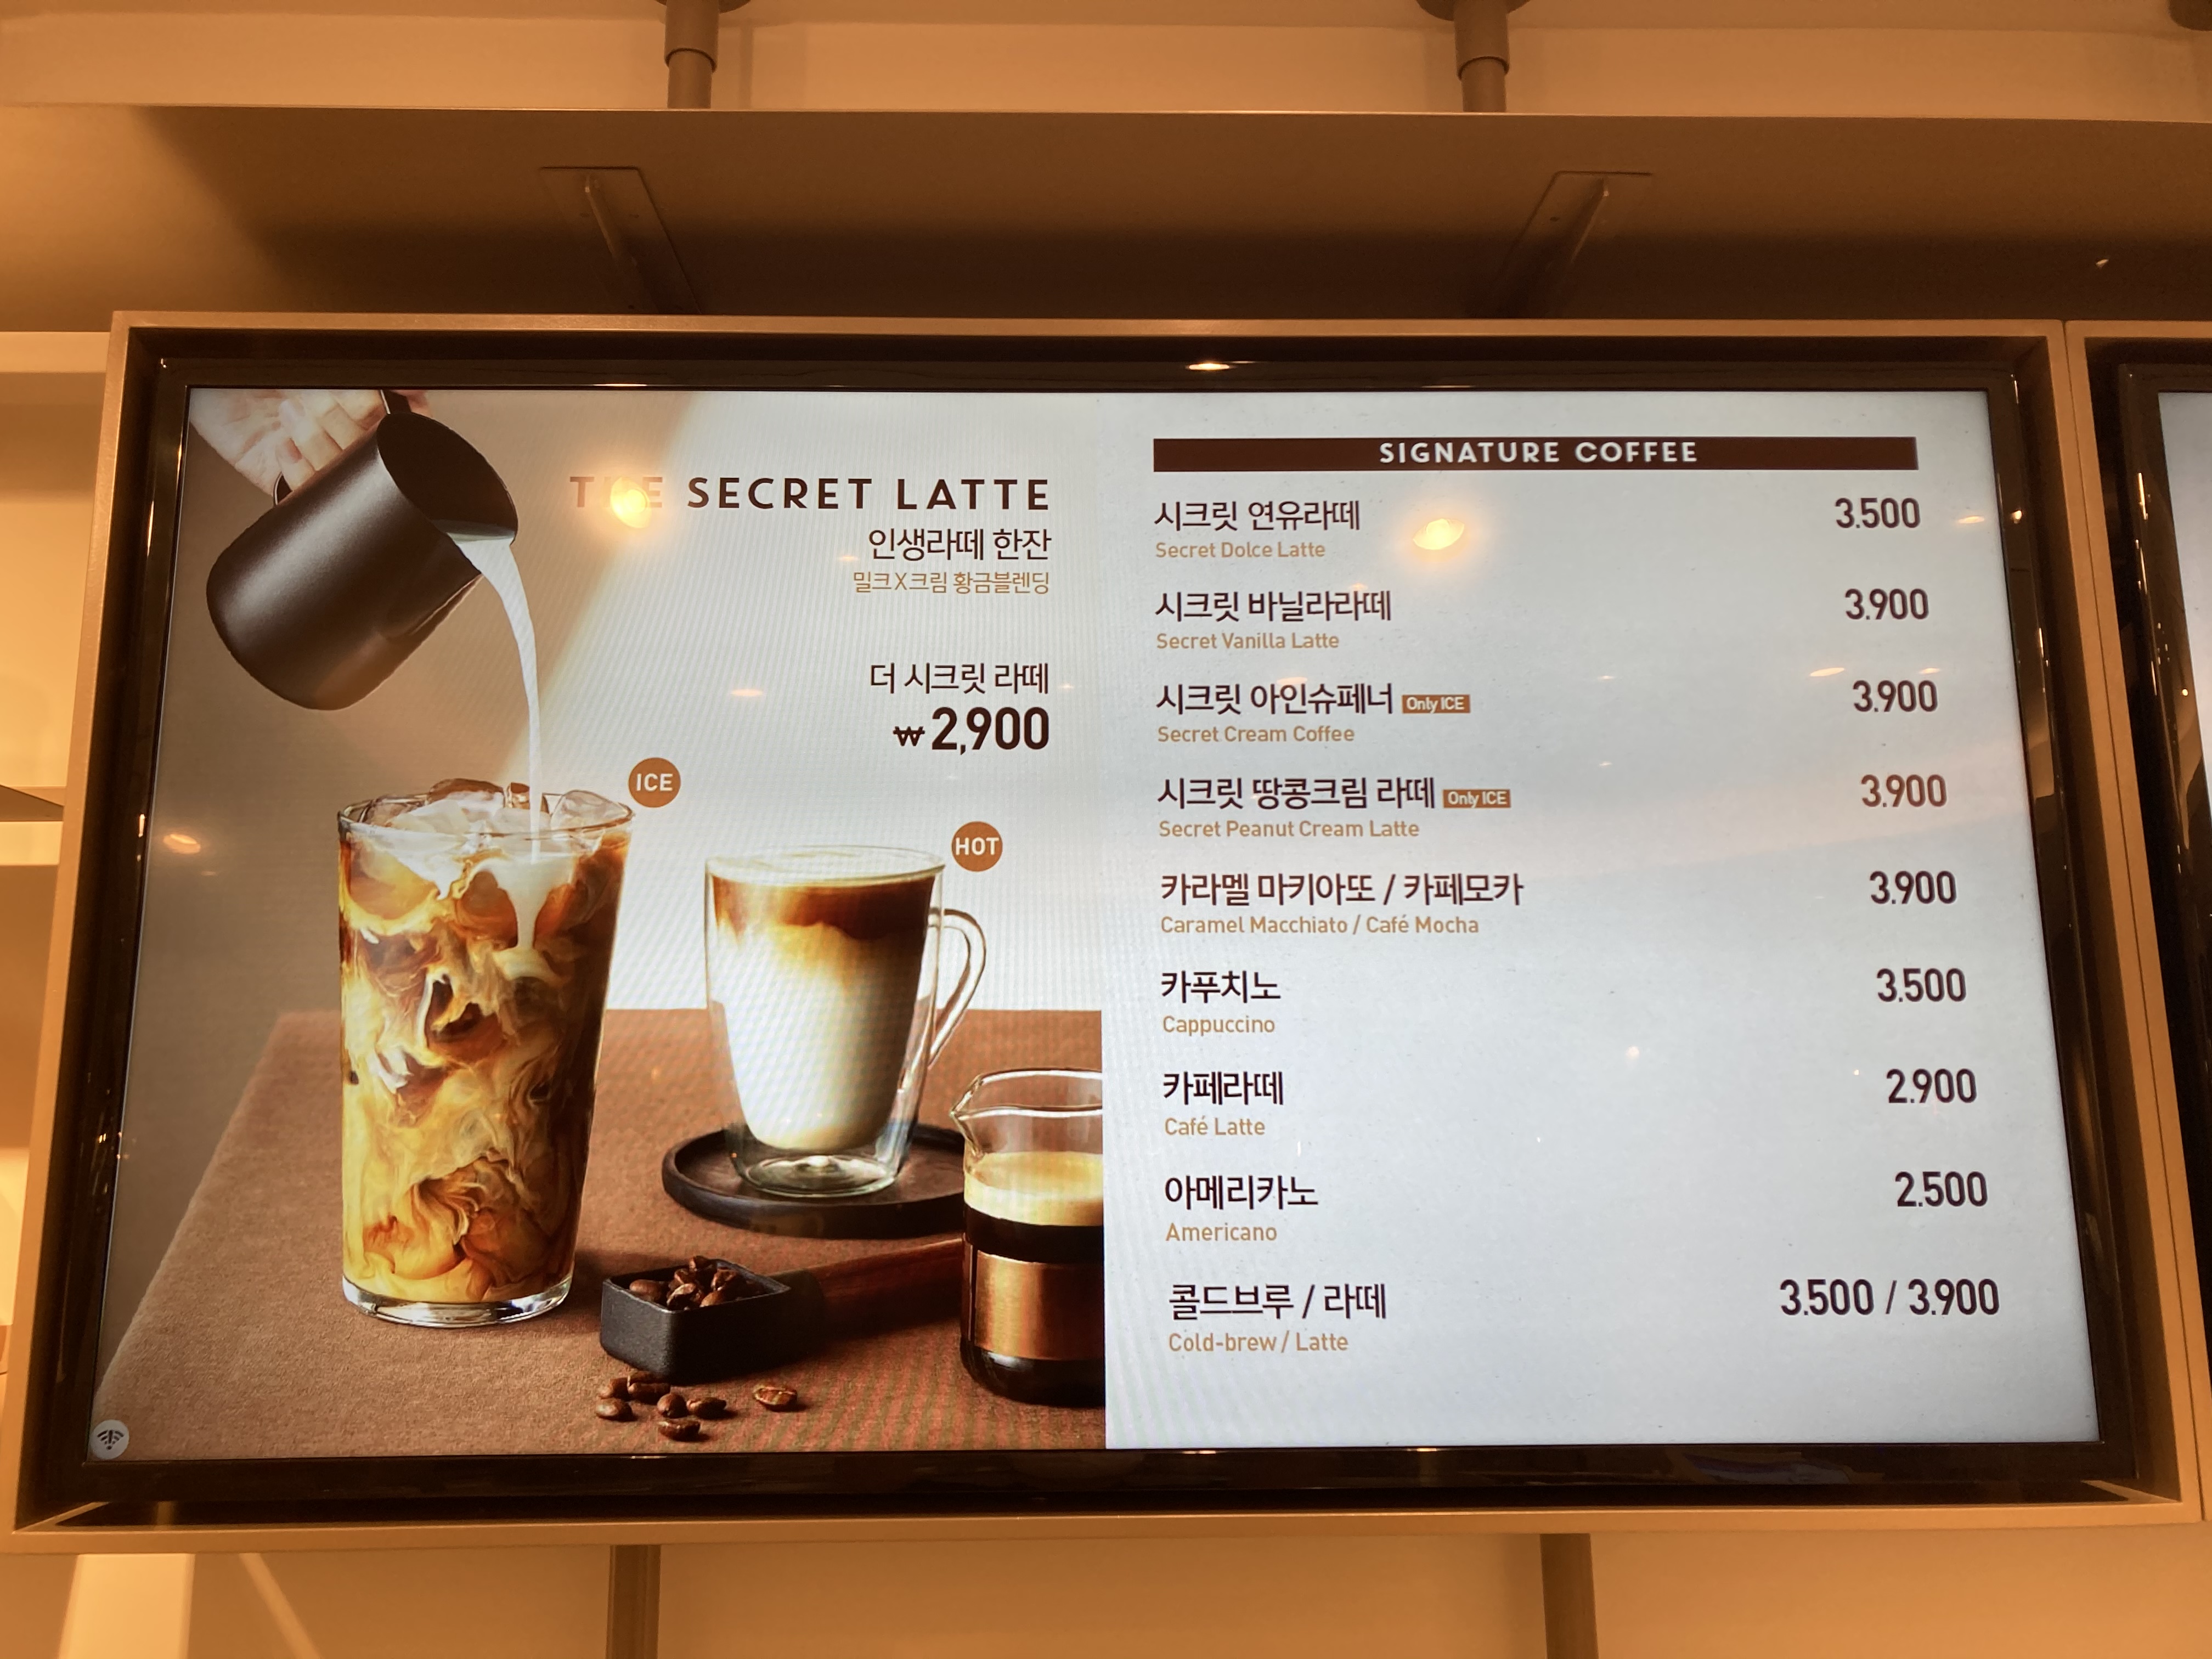 THE SECRET LATTE
인생라떼 한잔
밀크X크림 황금블렌딩
더 시크릿 라떼
₩2,900
ICE
HOT
SIGNATURE COFFEE
시크릿 연유라떼 3.500
Secret Dolce Latte
시크릿 바닐라라떼 3.900
Secret Vanilla Latte
시크릿 아인슈페너 Only ICE 3.900
Secret Cream Coffee
시크릿 땅콩크림 라떼 Only ICE 3.900
Secret Peanut Cream Latte
카라멜 마키아또 / 카페모카 3.900
Caramel Macchiato / Café Mocha
카푸치노 3.500
Cappuccino
카페라떼 2.900
Café Latte
아메리카노 2.500
Americano
콜드브루 / 라떼 3.500 / 3.900
Cold-brew / Latte